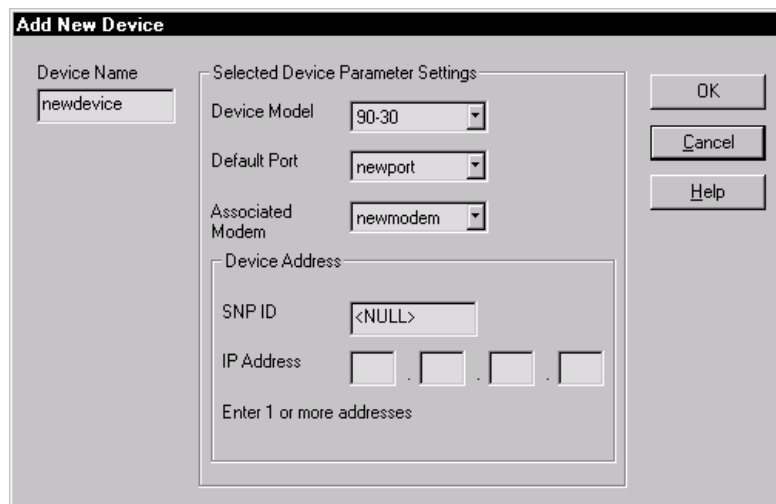 Add New Device
Device Name
newdevice
Selected Device Parameter Settings
Device Model
90-30
Default Port
newport
Associated
Modem
newmodem
Device Address
SNP ID
<NULL>
IP Address
. . .
Enter 1 or more addresses
OK
Cancel
Help